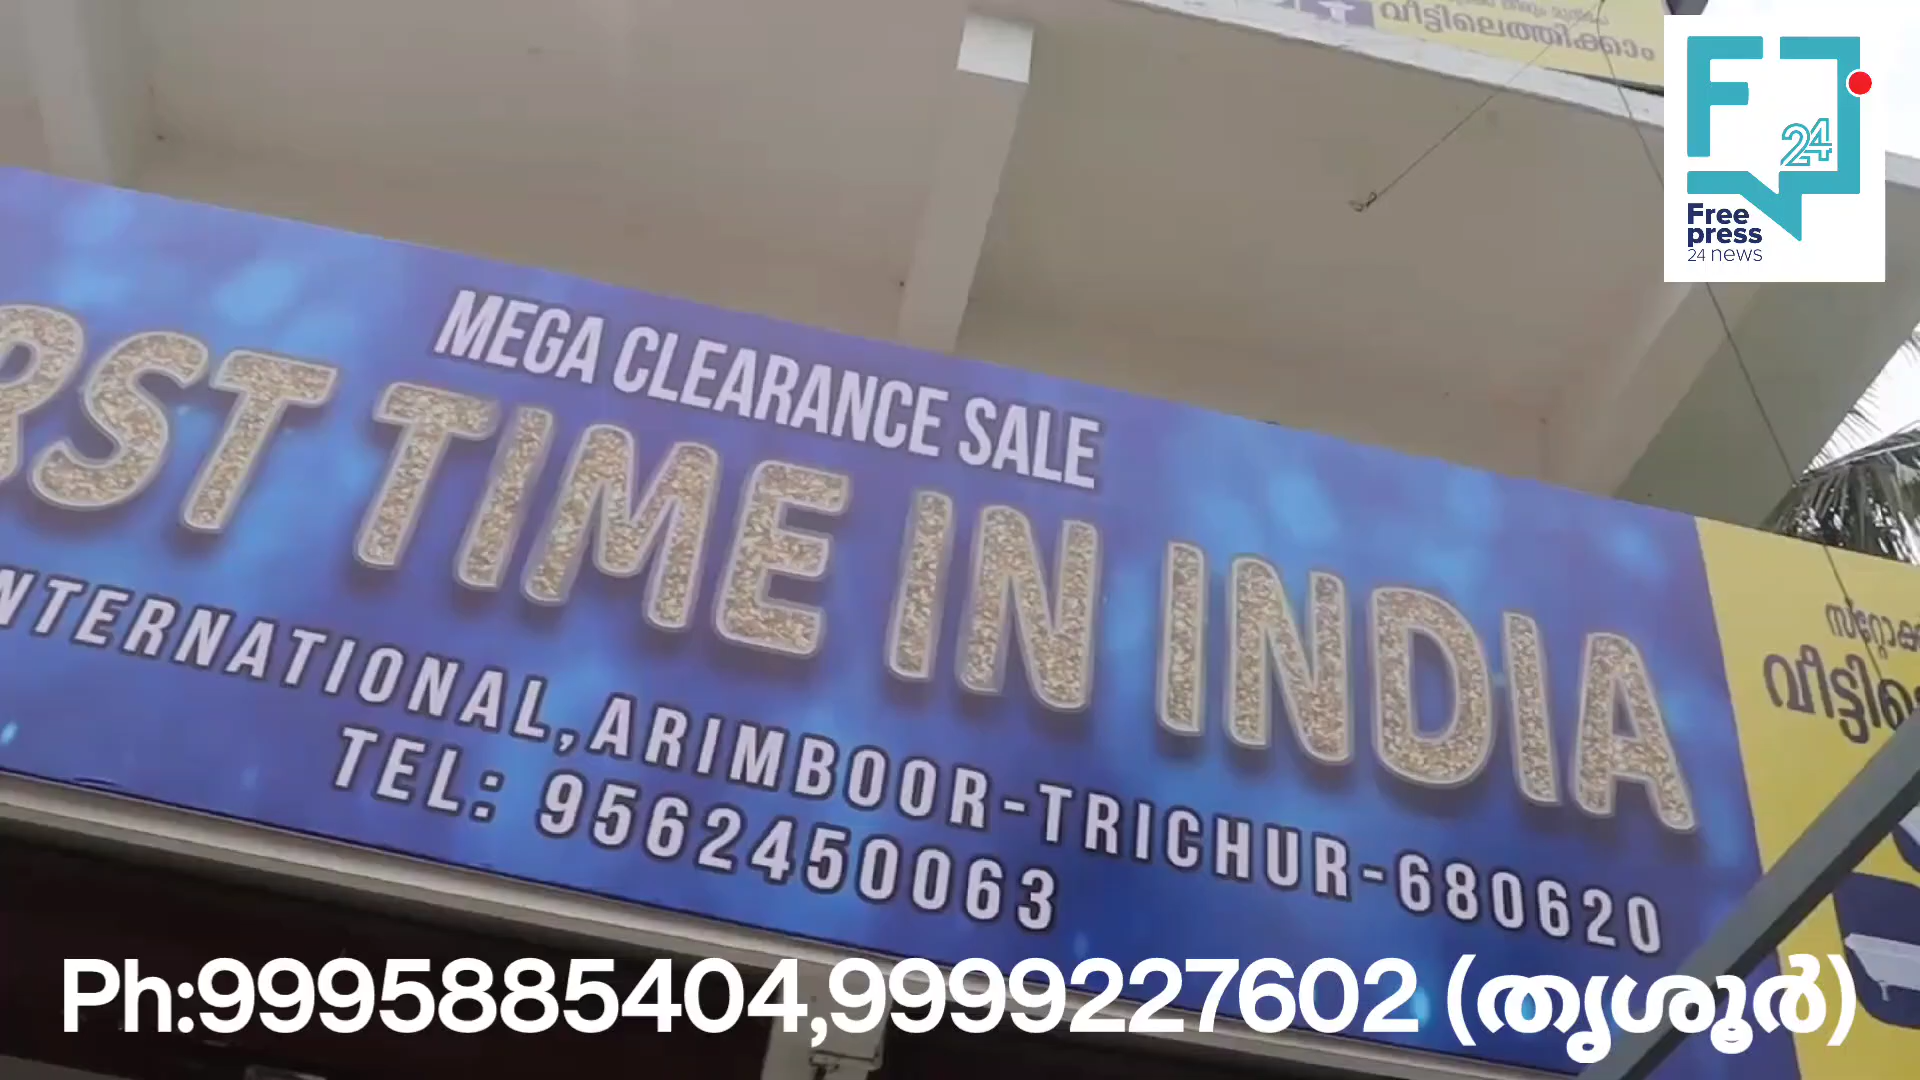 വീട്ടിലെത്തിക്കാം
24
Free
press
24 news
MEGA CLEARANCE SALE
RST TIME IN INDIA
NTERNATIONAL, ARIMBOOR-TRICHUR-680620
TEL: 9562450063
സ്റ്റോക്ക
വീട്ടിലെ
Ph:9995885404,9999227602 (തൃശൂർ)